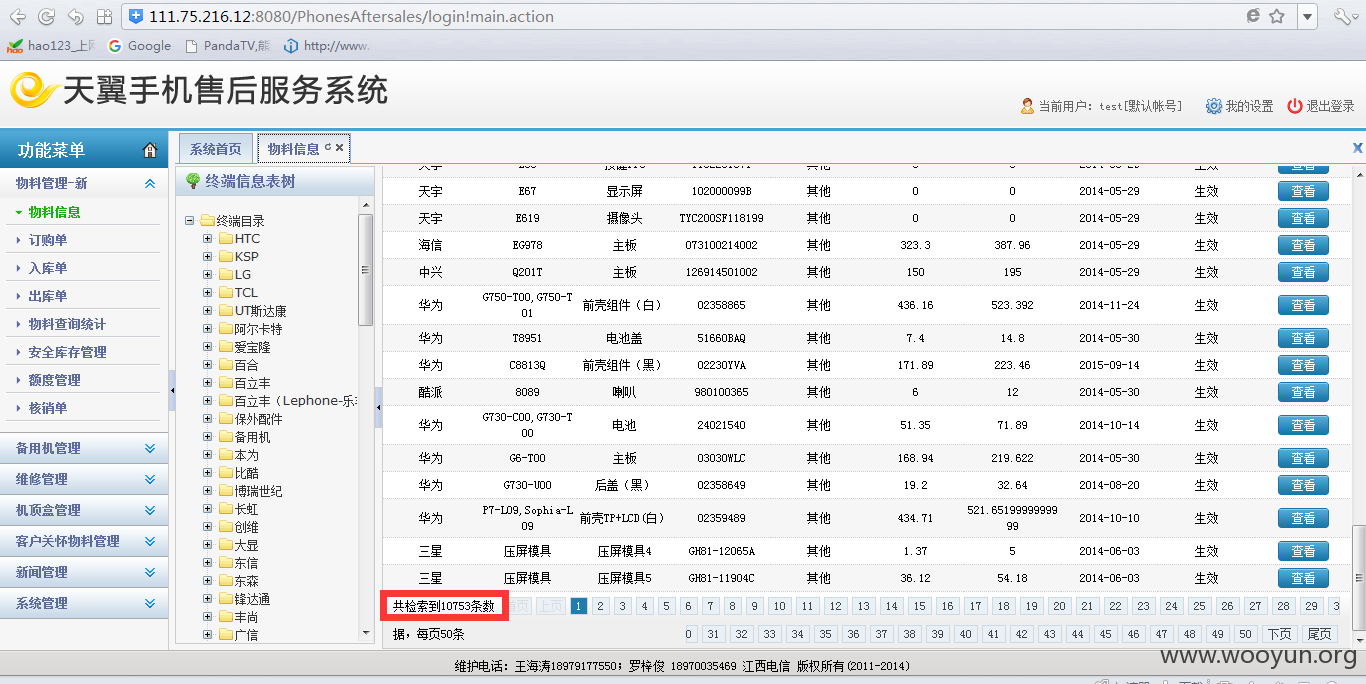 111.75.216.12:8080/PhonesAftersales/login!main.action
hao123_上网 Google PandaTV,熊 http://www.
天翼手机售后服务系统
当前用户: test[默认帐号] 我的设置 退出登录
功能菜单
物料管理-新
物料信息
订购单
入库单
出库单
物料查询统计
安全库存管理
额度管理
核销单
备用机管理
维修管理
机顶盒管理
客户关怀物料管理
新闻管理
系统管理
系统首页 物料信息
终端信息表树
终端目录
HTC
KSP
LG
TCL
UT斯达康
阿尔卡特
爱宝隆
百合
百立丰
百立丰（Lephone-乐丰
保外配件
备用机
本为
比酷
博瑞世纪
长虹
创维
大显
东信
东森
锋达通
丰尚
广信
天宇 E67 显示屏 102000099B 其他 0 0 2014-05-29 生效 查看
天宇 E619 摄像头 TYC200SF118199 其他 0 0 2014-05-29 生效 查看
海信 EG978 主板 073100214002 其他 323.3 387.96 2014-05-29 生效 查看
中兴 Q201T 主板 126914501002 其他 150 195 2014-05-29 生效 查看
华为 G750-T00,G750-T01 前壳组件（白） 02358865 其他 436.16 523.392 2014-11-24 生效 查看
华为 T8951 电池盖 51660BAQ 其他 7.4 14.8 2014-05-30 生效 查看
华为 C8813Q 前壳组件（黑） 02230YVA 其他 171.89 223.46 2015-09-14 生效 查看
酷派 8089 喇叭 980100365 其他 6 12 2014-05-30 生效 查看
华为 G730-C00,G730-T00 电池 24021540 其他 51.35 71.89 2014-10-14 生效 查看
华为 G6-T00 主板 03030WLC 其他 168.94 219.622 2014-05-30 生效 查看
华为 G730-U00 后盖（黑） 02358649 其他 19.2 32.64 2014-08-20 生效 查看
华为 P7-L09,Sophia-L09 前壳TP+LCD(白) 02359489 其他 434.71 521.6519999999999 2014-10-10 生效 查看
三星 压屏模具 压屏模具4 GH81-12065A 其他 1.37 5 2014-06-03 生效 查看
三星 压屏模具 压屏模具5 GH81-11904C 其他 36.12 54.18 2014-06-03 生效 查看
共检索到10753条数 首页 上页 1 2 3 4 5 6 7 8 9 10 11 12 13 14 15 16 17 18 19 20 21 22 23 24 25 26 27 28 29 3
据，每页50条 0 31 32 33 34 35 36 37 38 39 40 41 42 43 44 45 46 47 48 49 50 下页 尾页
维护电话：王海涛18979177550；罗梓俊 18970035469 江西电信 版权所有(2011-2014)
www.wooyun.org